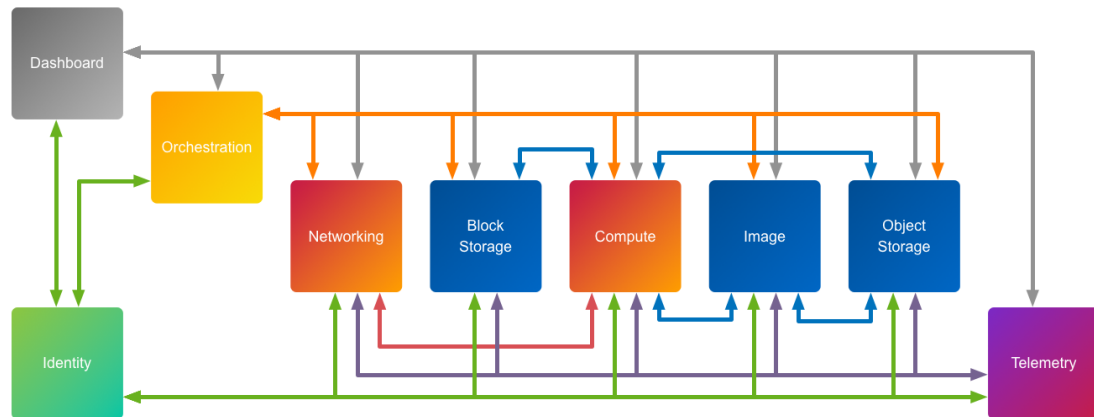 Dashboard
Orchestration
Networking
Block
Storage
Compute
Image
Object
Storage
Identity
Telemetry